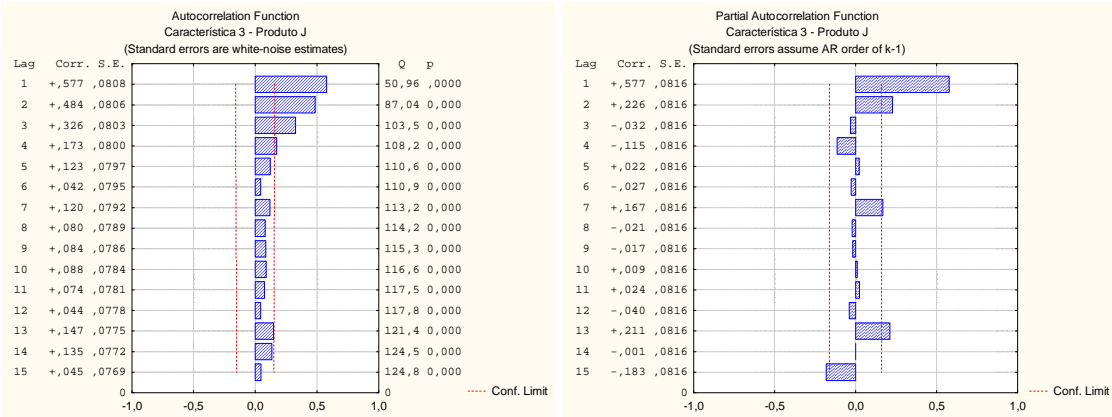 Autocorrelation Function
Característica 3 - Produto J
(Standard errors are white-noise estimates)
Lag Corr. S.E. Q p
1 +,577 ,0808 50,96 ,0000
2 +,484 ,0806 87,04 0,000
3 +,326 ,0803 103,5 0,000
4 +,173 ,0800 108,2 0,000
5 +,123 ,0797 110,6 0,000
6 +,042 ,0795 110,9 0,000
7 +,120 ,0792 113,2 0,000
8 +,080 ,0789 114,2 0,000
9 +,084 ,0786 115,3 0,000
10 +,088 ,0784 116,6 0,000
11 +,074 ,0781 117,5 0,000
12 +,044 ,0778 117,8 0,000
13 +,147 ,0775 121,4 0,000
14 +,135 ,0772 124,5 0,000
15 +,045 ,0769 124,8 0,000
0 0
-1,0 -0,5 0,0 0,5 1,0
Conf. Limit
Partial Autocorrelation Function
Característica 3 - Produto J
(Standard errors assume AR order of k-1)
Lag Corr. S.E.
1 +,577 ,0816
2 +,226 ,0816
3 -,032 ,0816
4 -,115 ,0816
5 +,022 ,0816
6 -,027 ,0816
7 +,167 ,0816
8 -,021 ,0816
9 -,017 ,0816
10 +,009 ,0816
11 +,024 ,0816
12 -,040 ,0816
13 +,211 ,0816
14 -,001 ,0816
15 -,183 ,0816
0 0
-1,0 -0,5 0,0 0,5 1,0
Conf. Limit